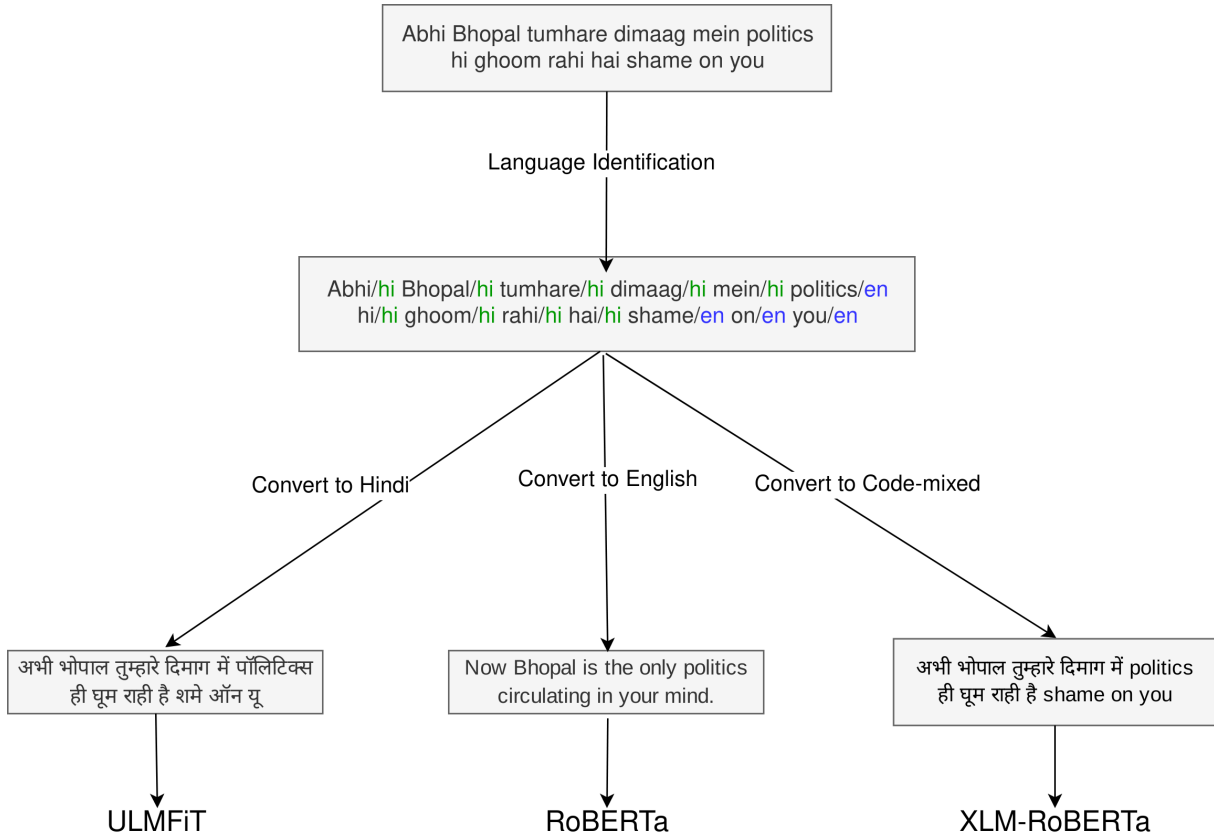 Abhi Bhopal tumhare dimaag mein politics
hi ghoom rahi hai shame on you
Language Identification
Abhi/hi Bhopal/hi tumhare/hi dimaag/hi mein/hi politics/en
hi/hi ghoom/hi rahi/hi hai/hi shame/en on/en you/en
Convert to Hindi
Convert to English
Convert to Code-mixed
अभी भोपाल तुम्हारे दिमाग में पॉलिटिक्स
ही घूम राही है शमे ऑन यू
Now Bhopal is the only politics
circulating in your mind.
अभी भोपाल तुम्हारे दिमाग में politics
ही घूम राही है shame on you
ULMFiT
RoBERTa
XLM-RoBERTa